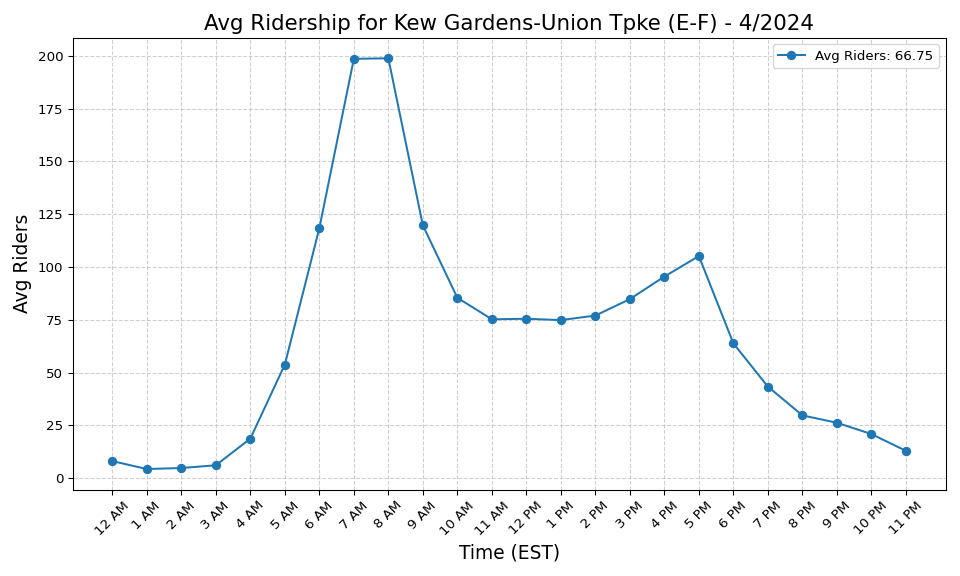 Avg Ridership for Kew Gardens-Union Tpke (E-F) - 4/2024
Avg Riders: 66.75
Avg Riders
200
175
150
125
100
75
50
25
0
12 AM
1 AM
2 AM
3 AM
4 AM
5 AM
6 AM
7 AM
8 AM
9 AM
10 AM
11 AM
12 PM
1 PM
2 PM
3 PM
4 PM
5 PM
6 PM
7 PM
8 PM
9 PM
10 PM
11 PM
Time (EST)